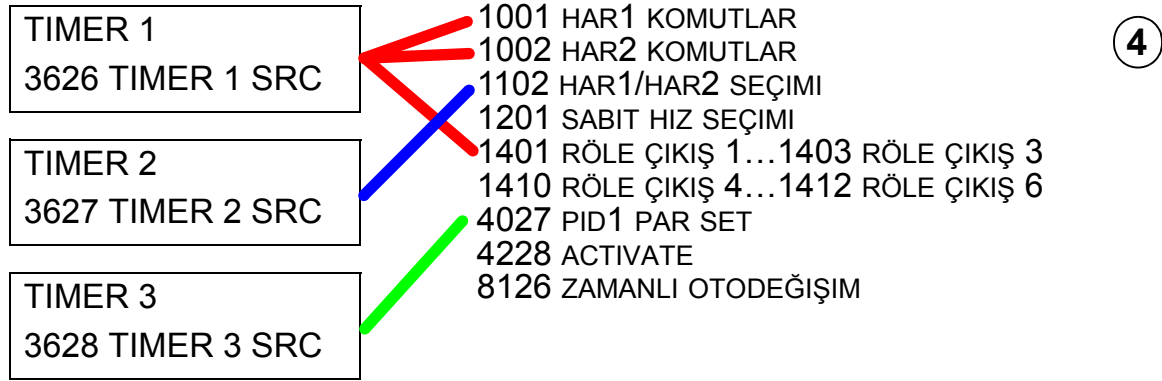 TIMER 1
3626 TIMER 1 SRC
TIMER 2
3627 TIMER 2 SRC
TIMER 3
3628 TIMER 3 SRC
1001 HAR1 KOMUTLAR
1002 HAR2 KOMUTLAR
1102 HAR1/HAR2 SEÇIMI
1201 SABIT HIZ SEÇIMI
1401 RÖLE ÇIKIŞ 1…1403 RÖLE ÇIKIŞ 3
1410 RÖLE ÇIKIŞ 4…1412 RÖLE ÇIKIŞ 6
4027 PID1 PAR SET
4228 ACTIVATE
8126 ZAMANLI OTODEĞIŞIM
4